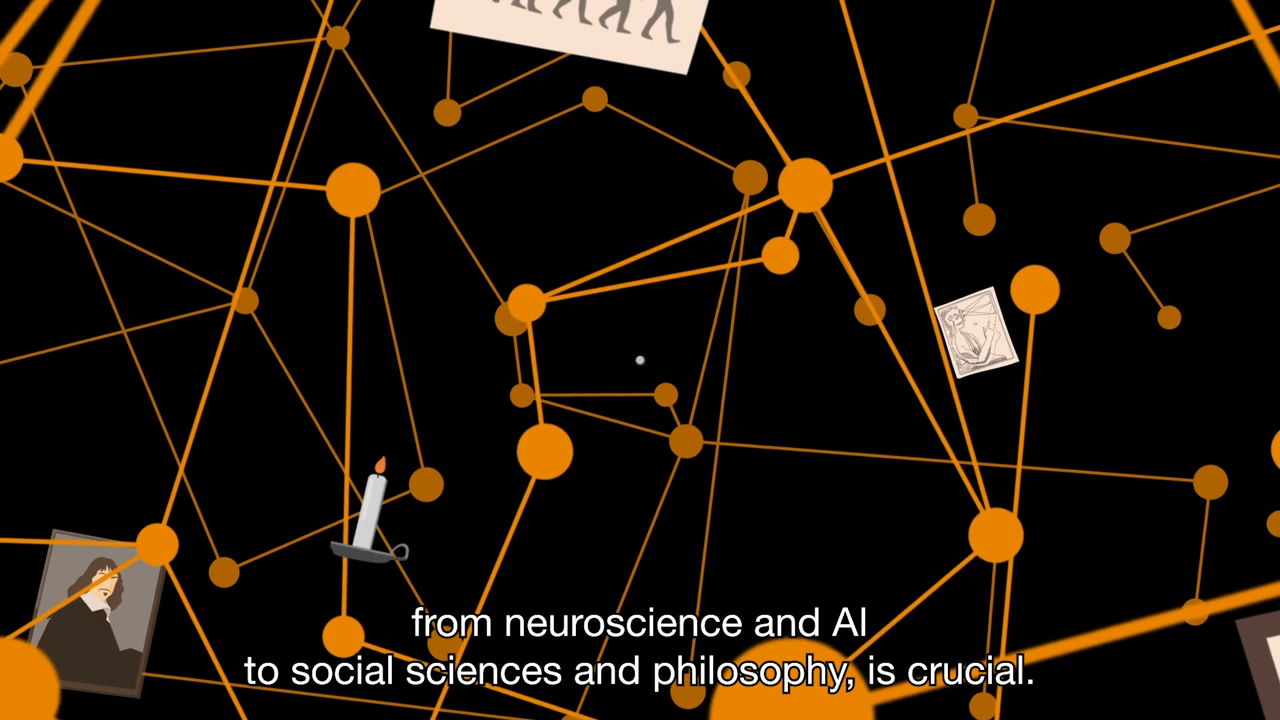 from neuroscience and AI
to social sciences and philosophy, is crucial.